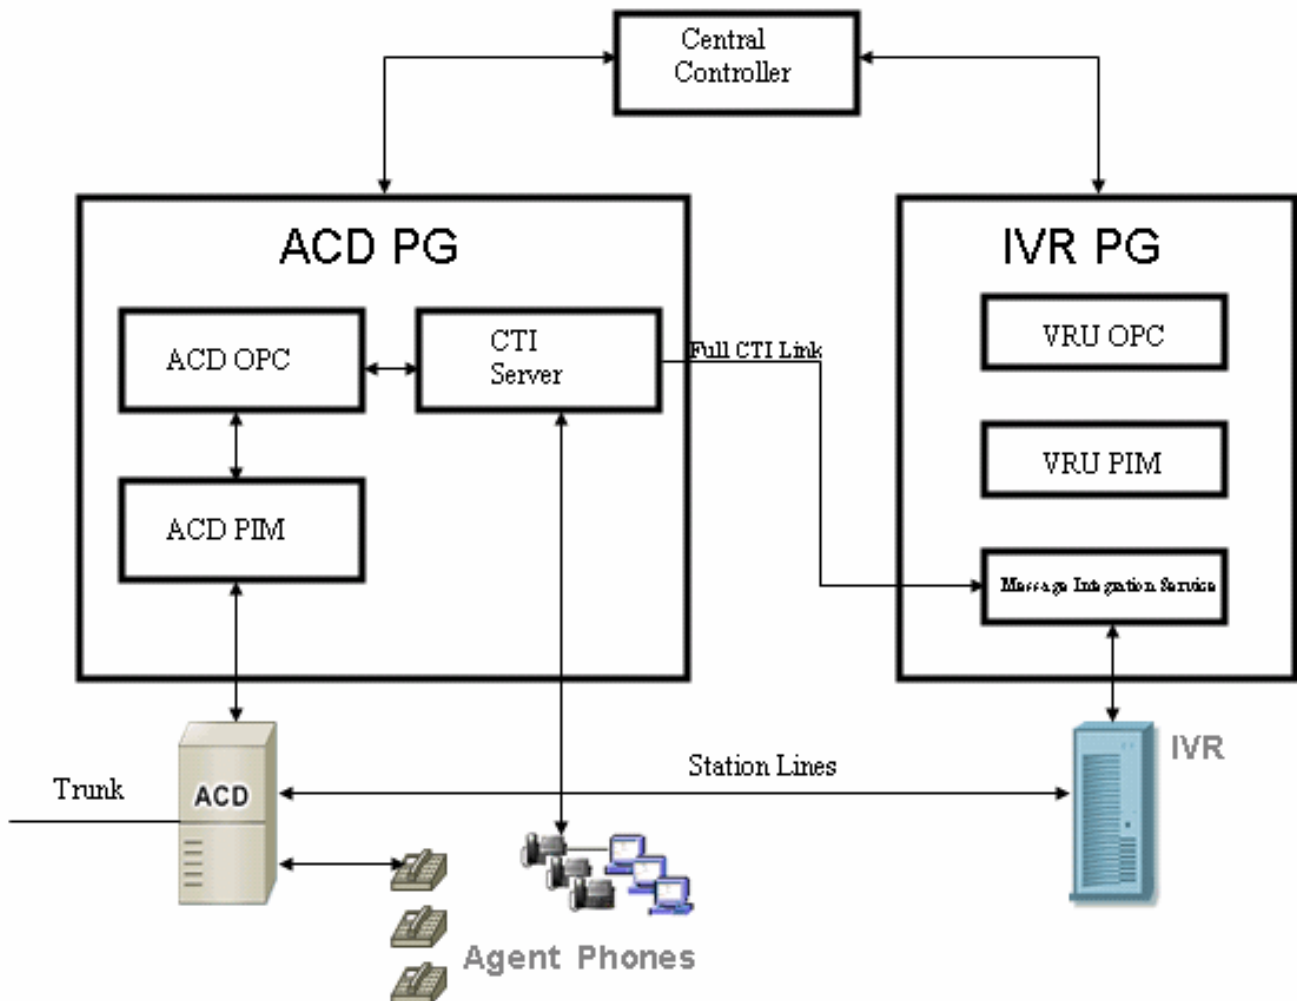 Central
Controller
ACD PG
IVR PG
ACD OPC
CTI
Server
Full CTI Link
VRU OPC
VRU PIM
ACD PIM
Message Integration Service
Trunk
ACD
Station Lines
IVR
Agent Phones